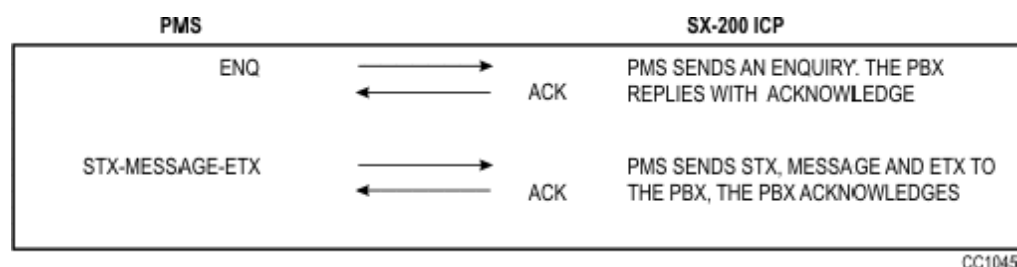 PMS SX-200 ICP
ENQ PMS SENDS AN ENQUIRY. THE PBX
ACK REPLIES WITH ACKNOWLEDGE
STX-MESSAGE-ETX PMS SENDS STX, MESSAGE AND ETX TO
ACK THE PBX, THE PBX ACKNOWLEDGES
CC1045